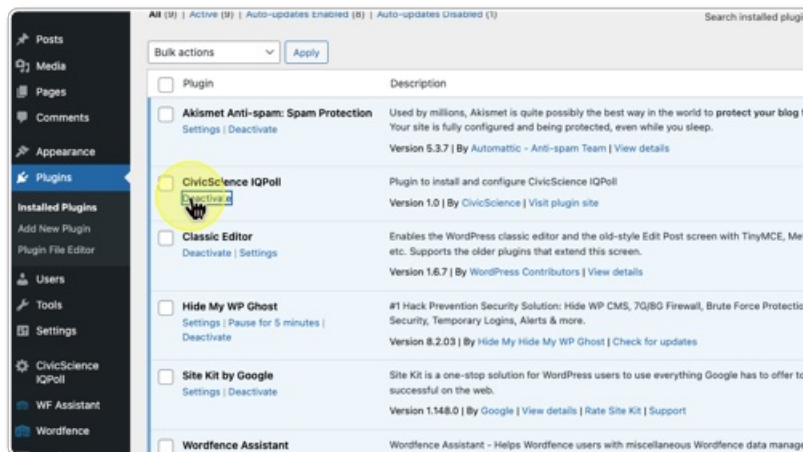 All (9) | Active (9) | Auto-updates Enabled (8) | Auto-updates Disabled (1)
Search installed plugi
Bulk actions
Apply
Plugin
Description
Akismet Anti-spam: Spam Protection
Settings | Deactivate
Used by millions, Akismet is quite possibly the best way in the world to protect your blog f
Your site is fully configured and being protected, even while you sleep.
Version 5.3.7 | By Automattic - Anti-spam Team | View details
CivicScience IQPoll
Deactivate
Plugin to install and configure CivicScience IQPoll
Version 1.0 | By CivicScience | Visit plugin site
Classic Editor
Deactivate | Settings
Enables the WordPress classic editor and the old-style Edit Post screen with TinyMCE, Me
etc. Supports the older plugins that extend this screen.
Version 1.6.7 | By WordPress Contributors | View details
Hide My WP Ghost
Settings | Pause for 5 minutes |
Deactivate
#1 Hack Prevention Security Solution: Hide WP CMS, 7G/8G Firewall, Brute Force Protectio
Security, Temporary Logins, Alerts & more.
Version 8.2.03 | By Hide My Hide My WP Ghost | Check for updates
Site Kit by Google
Settings | Deactivate
Site Kit is a one-stop solution for WordPress users to use everything Google has to offer to
successful on the web.
Version 1.148.0 | By Google | View details | Rate Site Kit | Support
Wordfence Assistant
Wordfence Assistant - Helps Wordfence users with miscellaneous Wordfence data manage
Posts
Media
Pages
Comments
Appearance
Plugins
Installed Plugins
Add New Plugin
Plugin File Editor
Users
Tools
Settings
CivicScience
IQPoll
WF Assistant
Wordfence